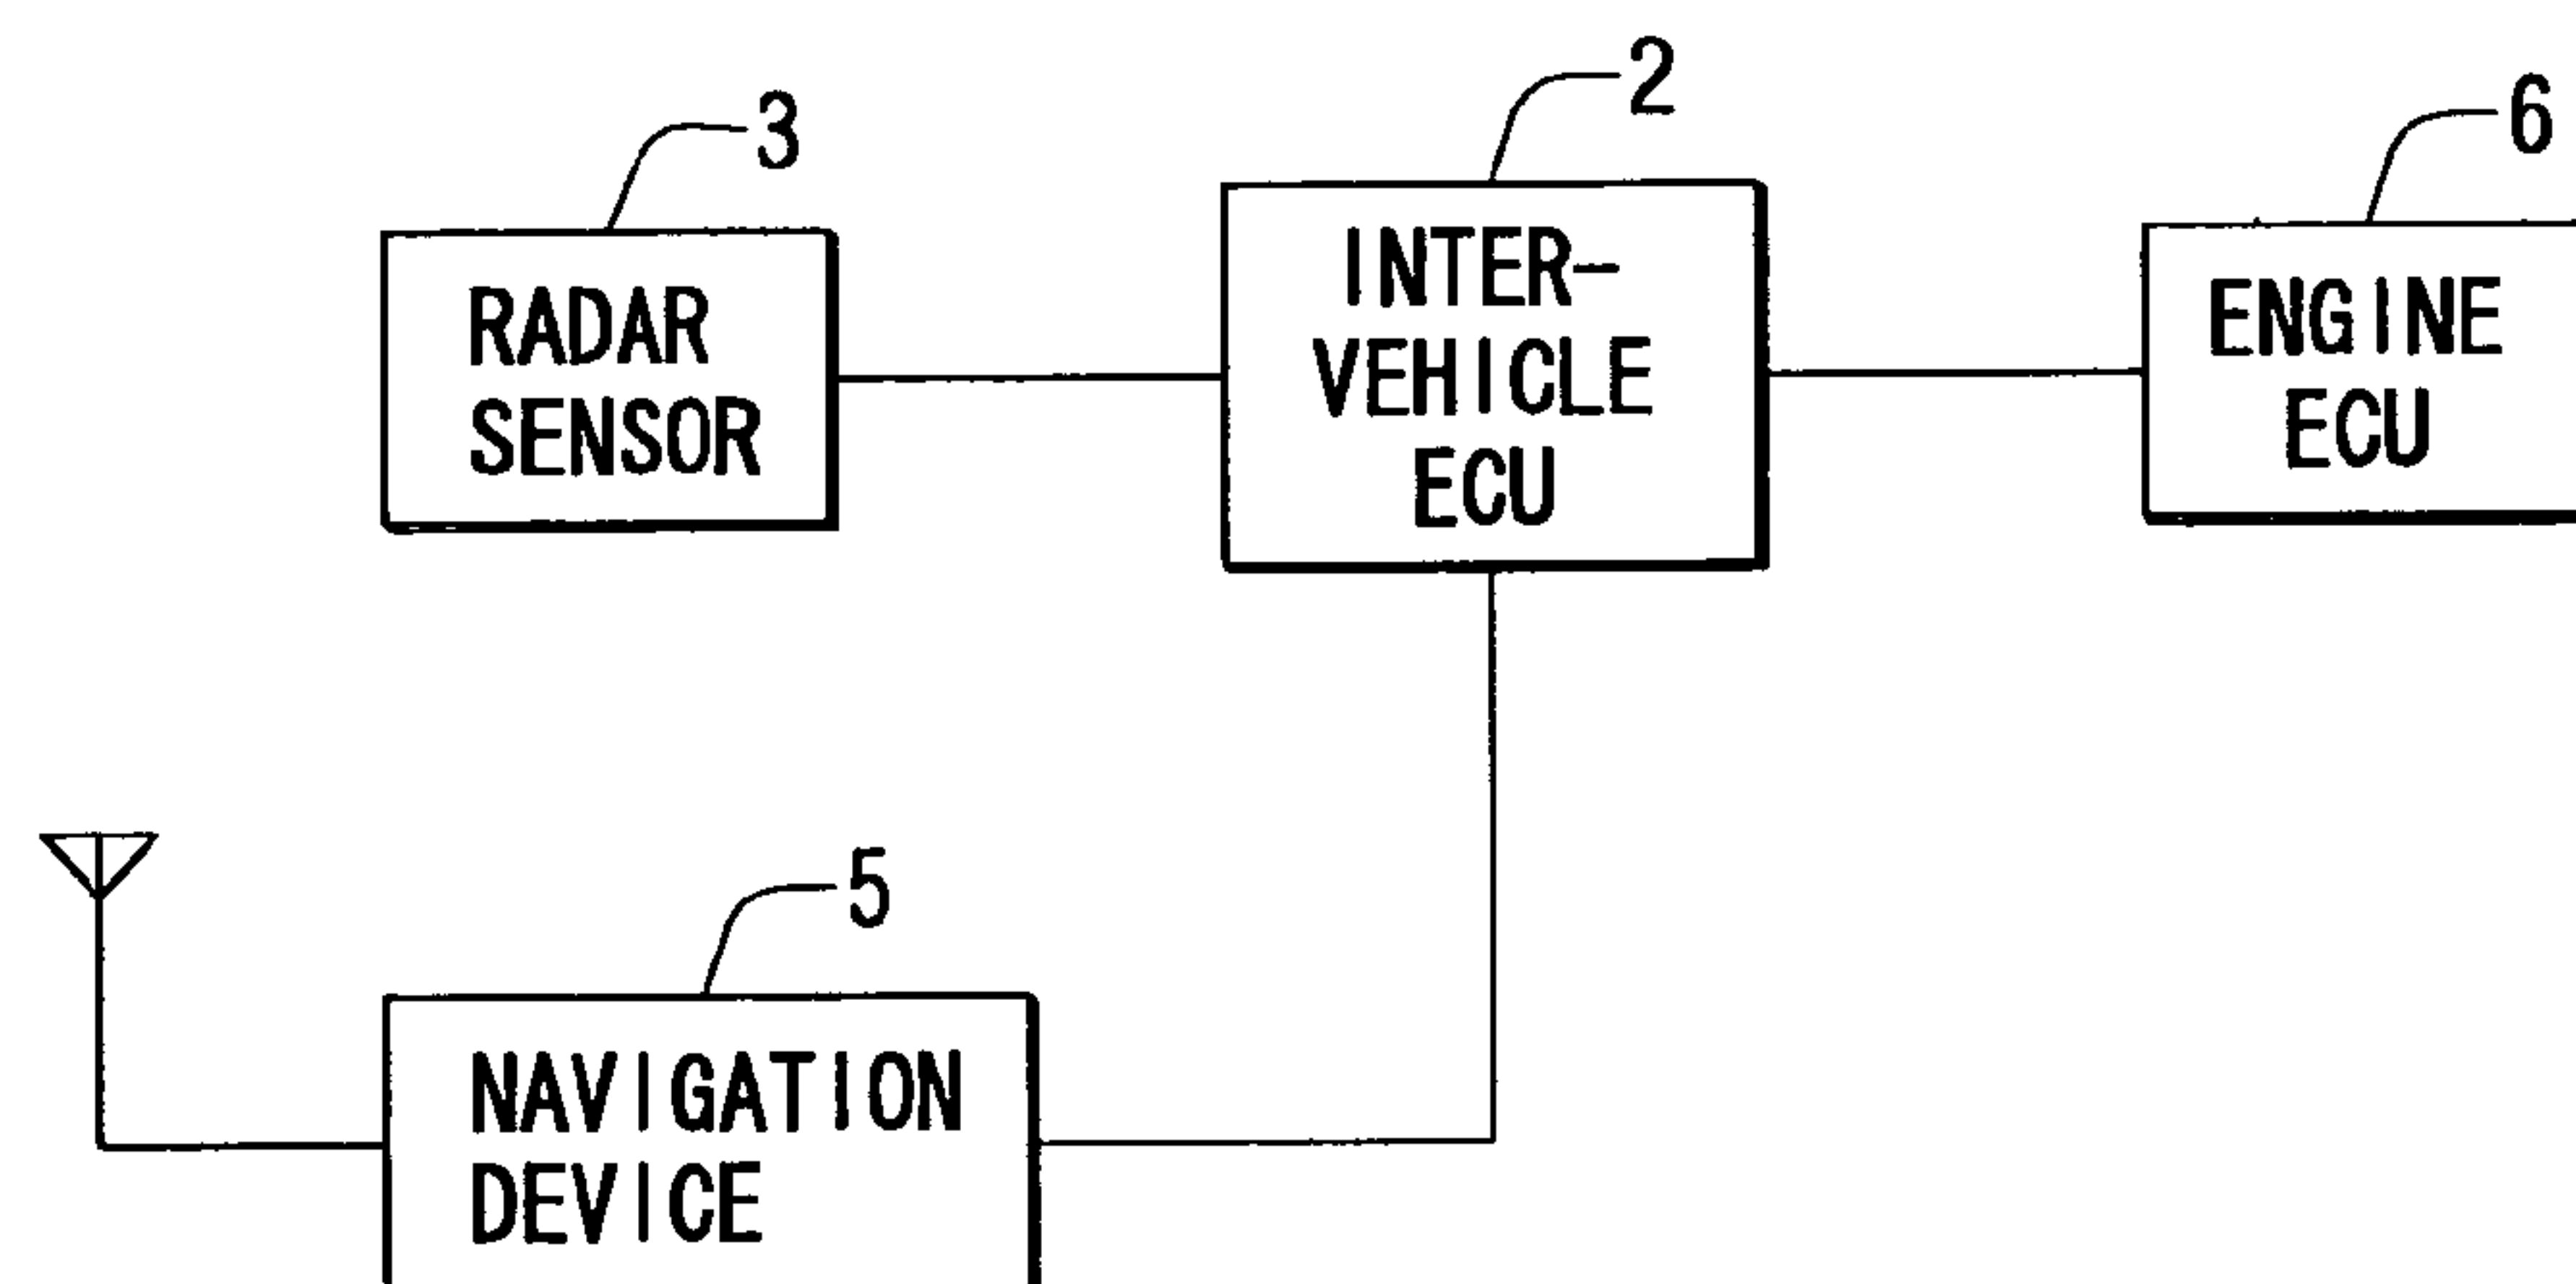 3
2
6
RADAR
SENSOR
INTER-
VEHICLE
ECU
ENGINE
ECU
5
NAVIGATION
DEVICE